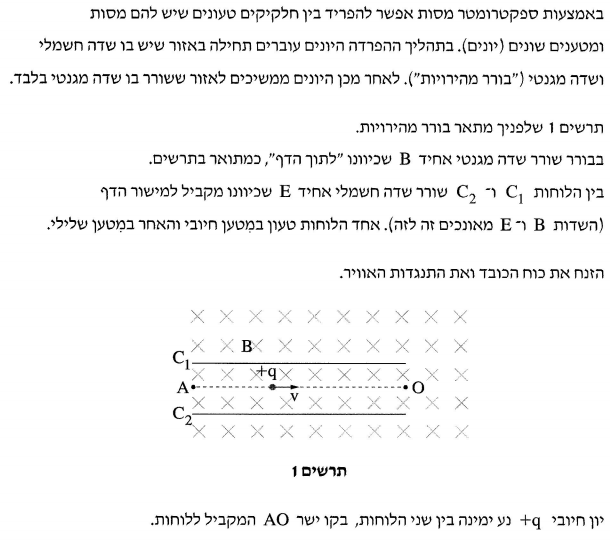 באמצעות ספקטרומטר מסות אפשר להפריד בין חלקיקים טעונים שיש להם מסות
ומטענים שונים (יונים). בתהליך ההפרדה היונים עוברים תחילה באזור שיש בו שדה חשמלי
ושדה מגנטי ("בורר מהירויות"). לאחר מכן היונים ממשיכים לאזור ששורר בו שדה מגנטי בלבד.
תרשים 1 שלפניך מתאר בורר מהירויות.
בבורר שורר שדה מגנטי אחיד B שכיוונו "לתוך הדף", כמתואר בתרשים.
בין הלוחות C₁ ו־ C₂ שורר שדה חשמלי אחיד E שכיוונו מקביל למישור הדף
(השדות B ו־ E מאונכים זה לזה). אחד הלוחות טעון במִטען חיובי והאחר במִטען שלילי.
הזנח את כוח הכובד ואת התנגדות האוויר.
B
C₁
+q
A
O
v
C₂
תרשים 1
יון חיובי +q נע ימינה בין שני הלוחות, בקו ישר AO המקביל ללוחות.